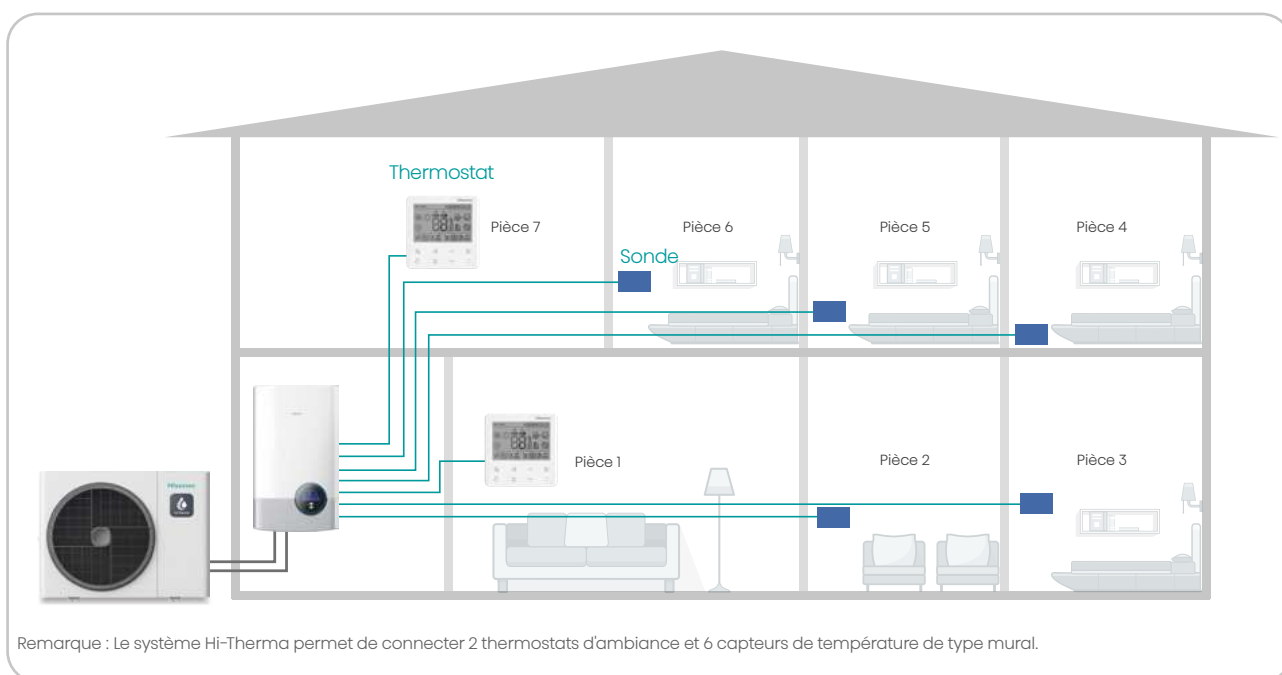 Thermostat
Pièce 7
Pièce 6
Pièce 5
Pièce 4
Sonde
Pièce 1
Pièce 2
Pièce 3
Hisense
Remarque : Le système Hi-Therma permet de connecter 2 thermostats d'ambiance et 6 capteurs de température de type mural.